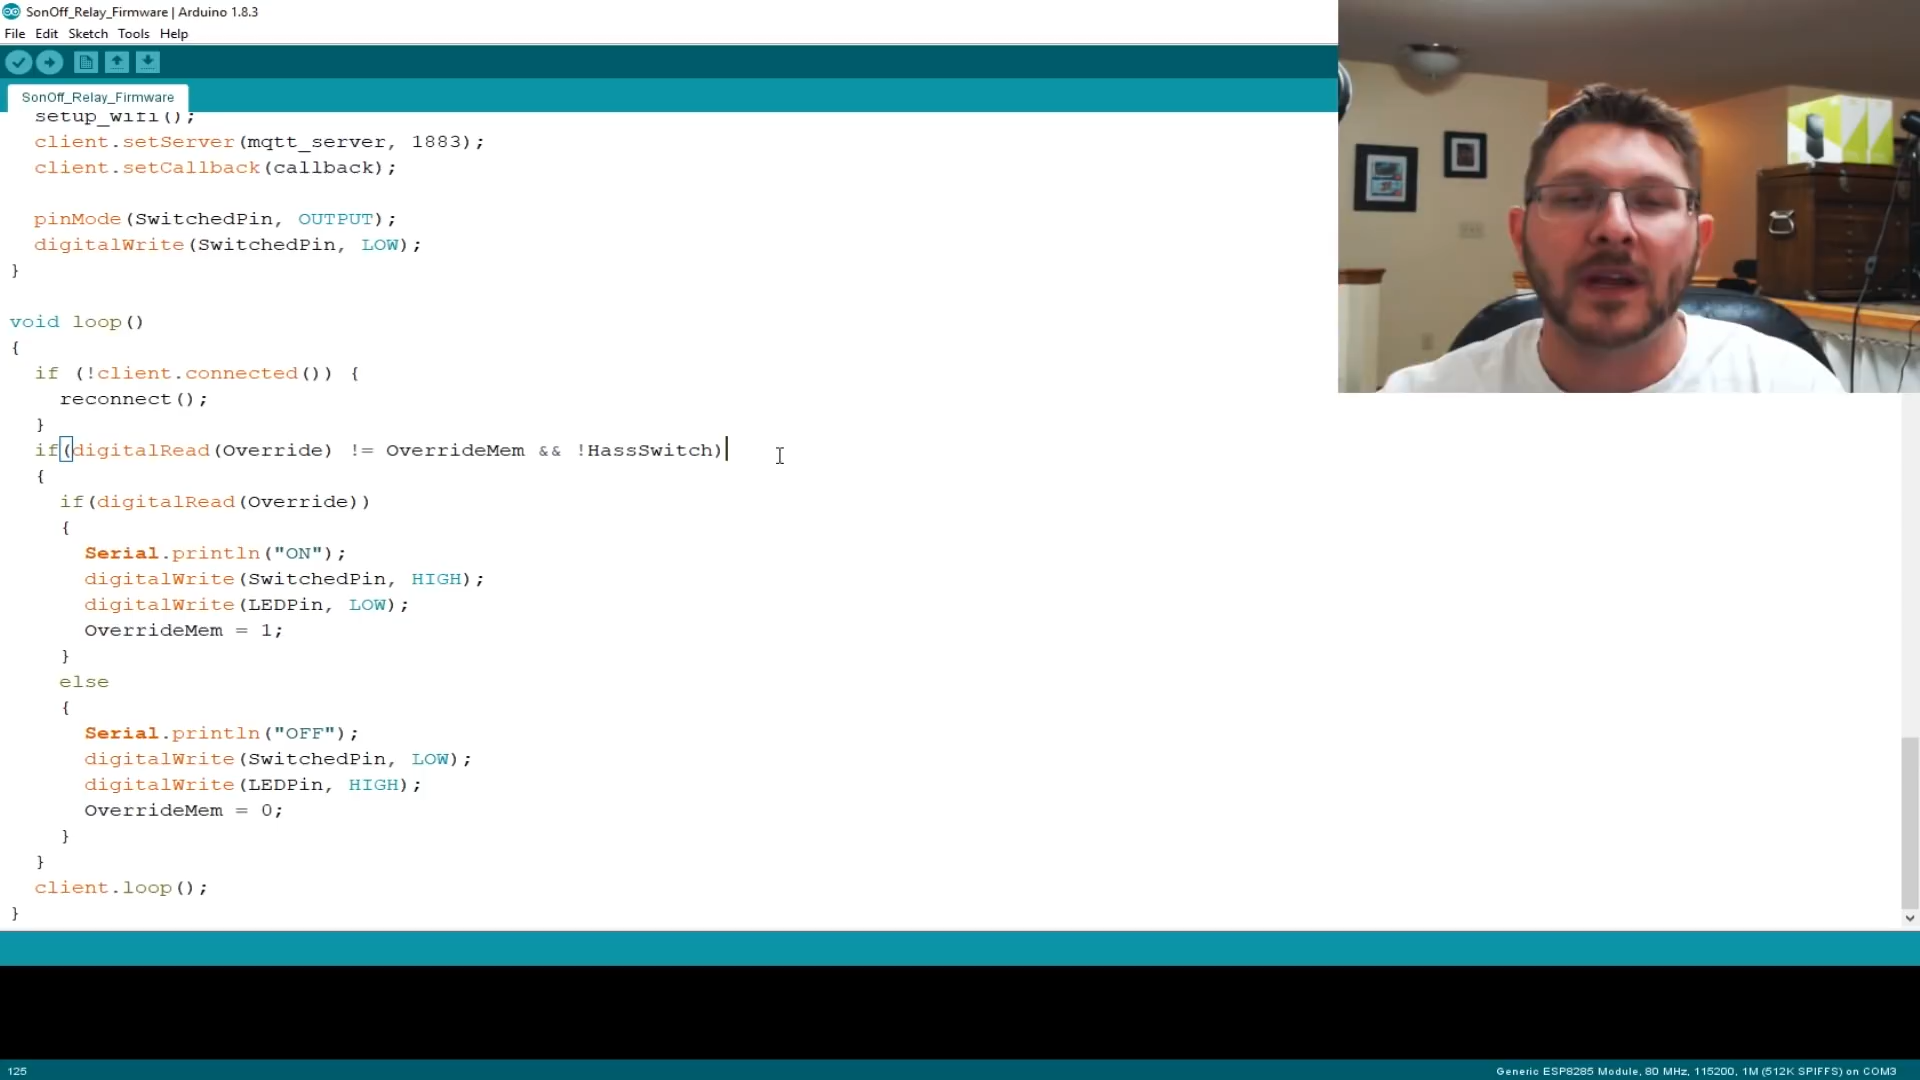 SonOff_Relay_Firmware | Arduino 1.8.3
File Edit Sketch Tools Help
SonOff_Relay_Firmware
setup_wifi();
client.setServer(mqtt_server, 1883);
client.setCallback(callback);
pinMode(SwitchedPin, OUTPUT);
digitalWrite(SwitchedPin, LOW);
}
void loop()
{
if (!client.connected()) {
reconnect();
}
if(digitalRead(Override) != OverrideMem && !HassSwitch)
{
if(digitalRead(Override))
{
Serial.println("ON");
digitalWrite(SwitchedPin, HIGH);
digitalWrite(LEDPin, LOW);
OverrideMem = 1;
}
else
{
Serial.println("OFF");
digitalWrite(SwitchedPin, LOW);
digitalWrite(LEDPin, HIGH);
OverrideMem = 0;
}
}
client.loop();
}
125
Generic ESP8285 Module, 80 MHz, 115200, 1M (512K SPIFFS) on COM3